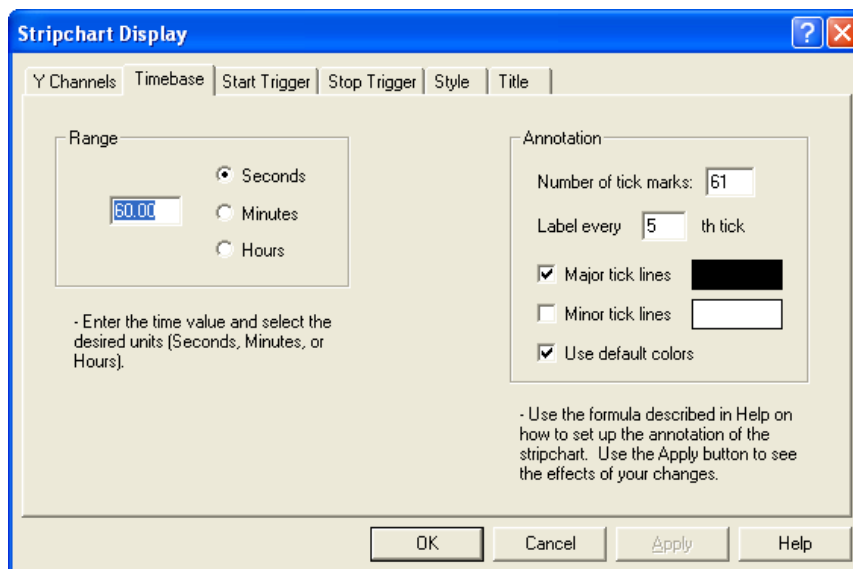 Stripchart Display
Y Channels Timebase Start Trigger Stop Trigger Style Title
Range
60.00
Seconds
Minutes
Hours
- Enter the time value and select the
desired units (Seconds, Minutes, or
Hours).
Annotation
Number of tick marks: 61
Label every 5 th tick
Major tick lines
Minor tick lines
Use default colors
- Use the formula described in Help on
how to set up the annotation of the
stripchart. Use the Apply button to see
the effects of your changes.
OK Cancel Apply Help